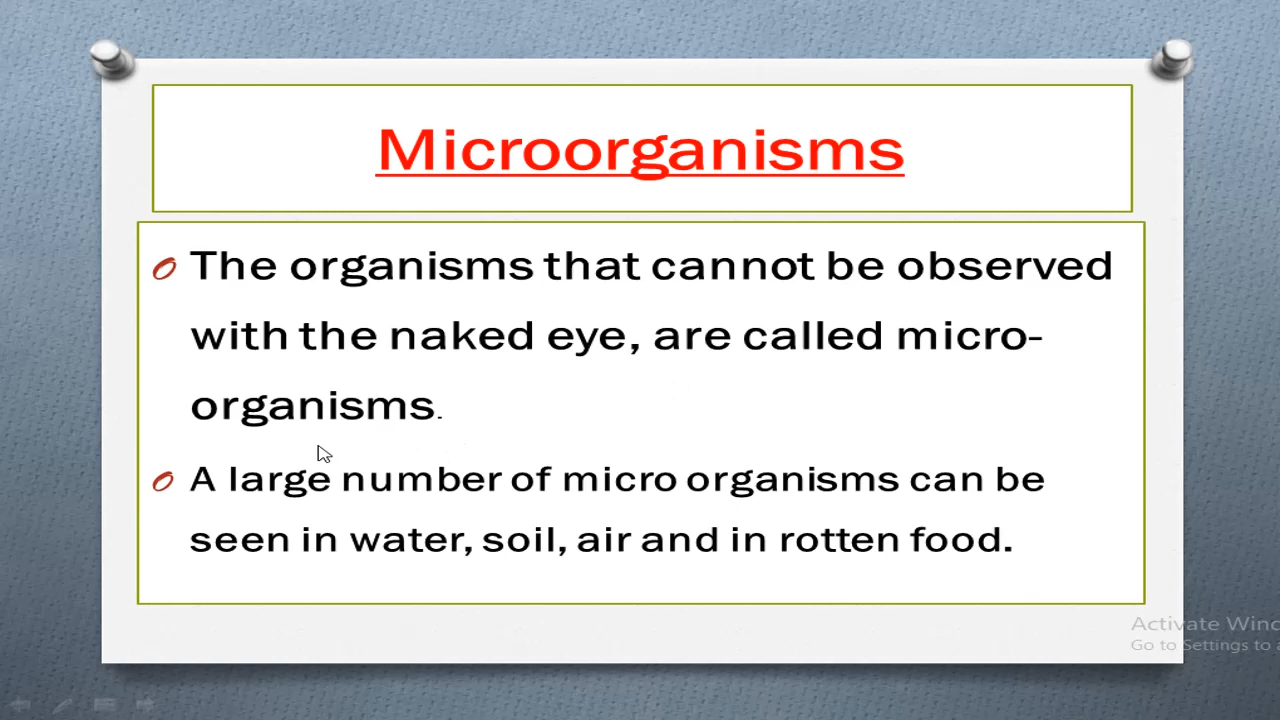 Microorganisms
The organisms that cannot be observed
with the naked eye, are called micro-
organisms.
A large number of micro organisms can be
seen in water, soil, air and in rotten food.
Activate Winc
Go to Settings to a